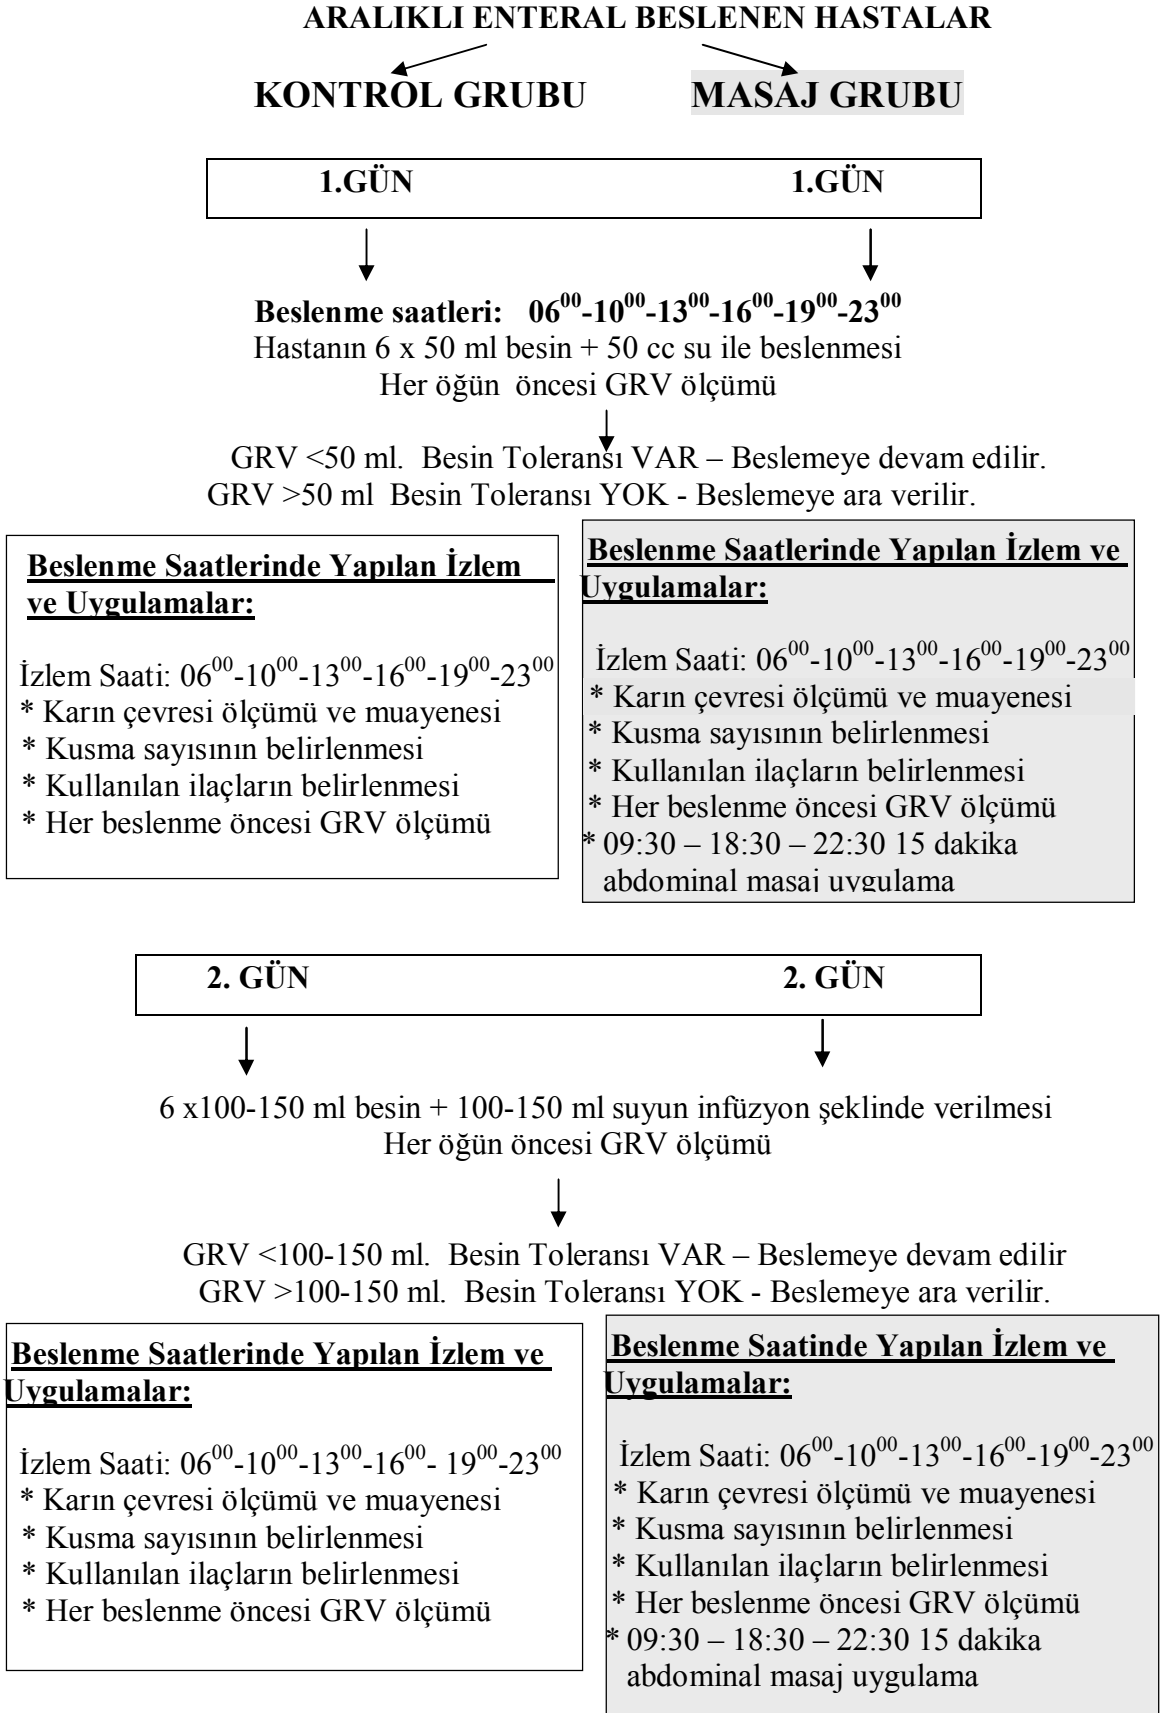 ARALIKLI ENTERAL BESLENEN HASTALAR
KONTROL GRUBU MASAJ GRUBU
1.GÜN 1.GÜN
Beslenme saatleri: 06⁰⁰-10⁰⁰-13⁰⁰-16⁰⁰-19⁰⁰-23⁰⁰
Hastanın 6 x 50 ml besin + 50 cc su ile beslenmesi
Her öğün öncesi GRV ölçümü
GRV <50 ml. Besin Toleransı VAR – Beslemeye devam edilir.
GRV >50 ml Besin Toleransı YOK - Beslemeye ara verilir.
Beslenme Saatlerinde Yapılan İzlem
ve Uygulamalar:
İzlem Saati: 06⁰⁰-10⁰⁰-13⁰⁰-16⁰⁰-19⁰⁰-23⁰⁰
* Karın çevresi ölçümü ve muayenesi
* Kusma sayısının belirlenmesi
* Kullanılan ilaçların belirlenmesi
* Her beslenme öncesi GRV ölçümü
Beslenme Saatlerinde Yapılan İzlem ve
Uygulamalar:
İzlem Saati: 06⁰⁰-10⁰⁰-13⁰⁰-16⁰⁰-19⁰⁰-23⁰⁰
* Karın çevresi ölçümü ve muayenesi
* Kusma sayısının belirlenmesi
* Kullanılan ilaçların belirlenmesi
* Her beslenme öncesi GRV ölçümü
* 09:30 – 18:30 – 22:30 15 dakika
abdominal masaj uygulama
2. GÜN 2. GÜN
6 x100-150 ml besin + 100-150 ml suyun infüzyon şeklinde verilmesi
Her öğün öncesi GRV ölçümü
GRV <100-150 ml. Besin Toleransı VAR – Beslemeye devam edilir
GRV >100-150 ml. Besin Toleransı YOK - Beslemeye ara verilir.
Beslenme Saatlerinde Yapılan İzlem ve
Uygulamalar:
İzlem Saati: 06⁰⁰-10⁰⁰-13⁰⁰-16⁰⁰- 19⁰⁰-23⁰⁰
* Karın çevresi ölçümü ve muayenesi
* Kusma sayısının belirlenmesi
* Kullanılan ilaçların belirlenmesi
* Her beslenme öncesi GRV ölçümü
Beslenme Saatinde Yapılan İzlem ve
Uygulamalar:
İzlem Saati: 06⁰⁰-10⁰⁰-13⁰⁰-16⁰⁰-19⁰⁰-23⁰⁰
* Karın çevresi ölçümü ve muayenesi
* Kusma sayısının belirlenmesi
* Kullanılan ilaçların belirlenmesi
* Her beslenme öncesi GRV ölçümü
* 09:30 – 18:30 – 22:30 15 dakika
abdominal masaj uygulama